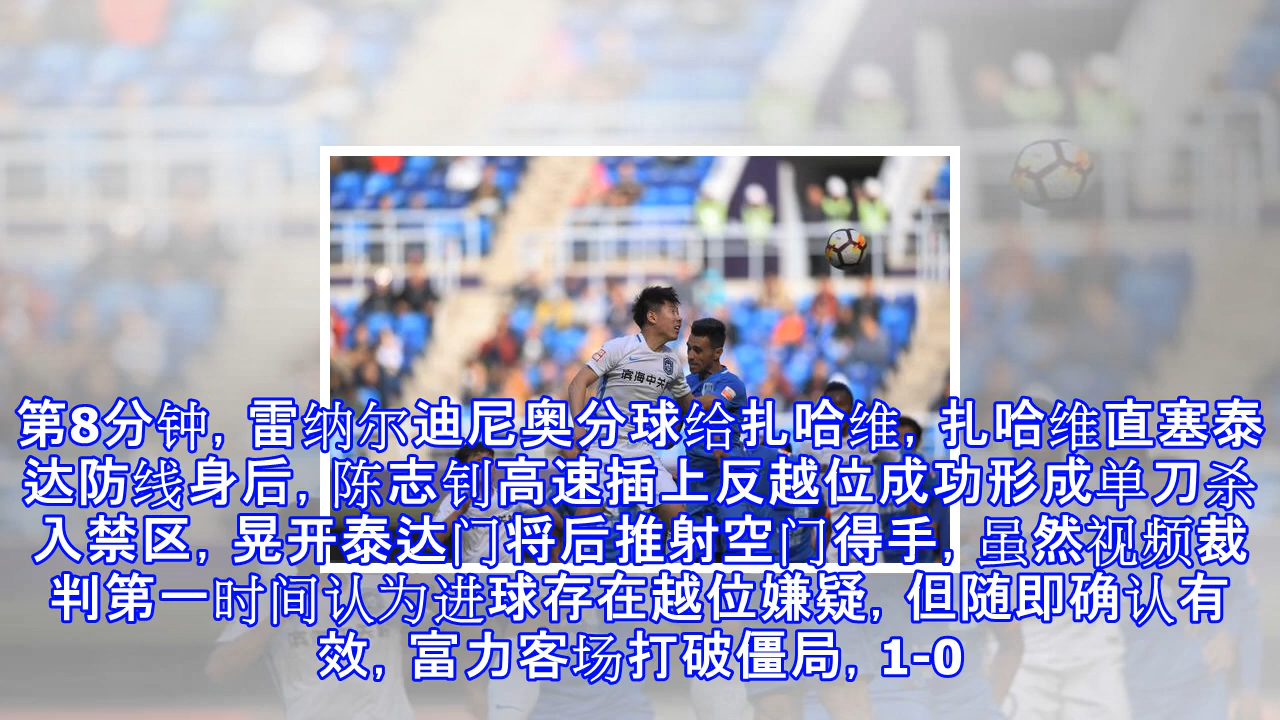 滨海中关
第8分钟, 雷纳尔迪尼奥分球给扎哈维, 扎哈维直塞泰
达防线身后, 陈志钊高速插上反越位成功形成单刀杀
入禁区, 晃开泰达门将后推射空门得手, 虽然视频裁
判第一时间认为进球存在越位嫌疑, 但随即确认有
效, 富力客场打破僵局, 1-0